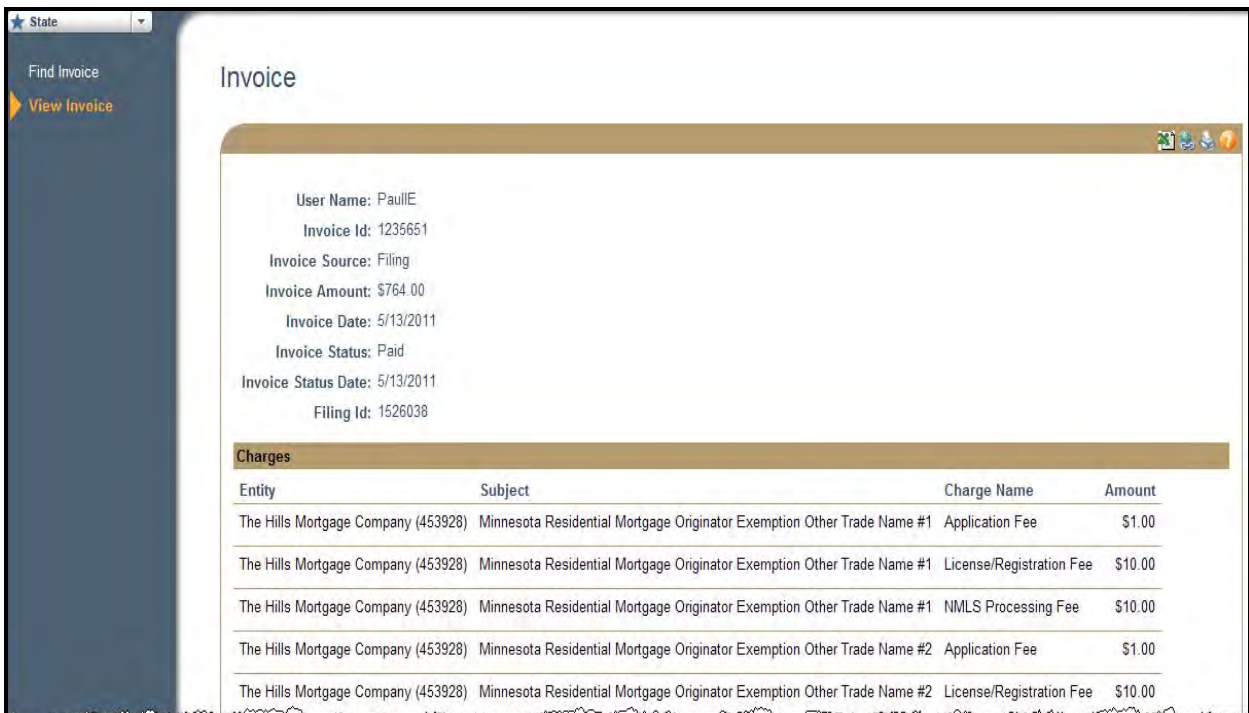 State
Find Invoice
View Invoice
Invoice
User Name: PaullE
Invoice Id: 1235651
Invoice Source: Filing
Invoice Amount: $764.00
Invoice Date: 5/13/2011
Invoice Status: Paid
Invoice Status Date: 5/13/2011
Filing Id: 1526038
Charges
Entity Subject Charge Name Amount
The Hills Mortgage Company (453928) Minnesota Residential Mortgage Originator Exemption Other Trade Name #1 Application Fee $1.00
The Hills Mortgage Company (453928) Minnesota Residential Mortgage Originator Exemption Other Trade Name #1 License/Registration Fee $10.00
The Hills Mortgage Company (453928) Minnesota Residential Mortgage Originator Exemption Other Trade Name #1 NMLS Processing Fee $10.00
The Hills Mortgage Company (453928) Minnesota Residential Mortgage Originator Exemption Other Trade Name #2 Application Fee $1.00
The Hills Mortgage Company (453928) Minnesota Residential Mortgage Originator Exemption Other Trade Name #2 License/Registration Fee $10.00